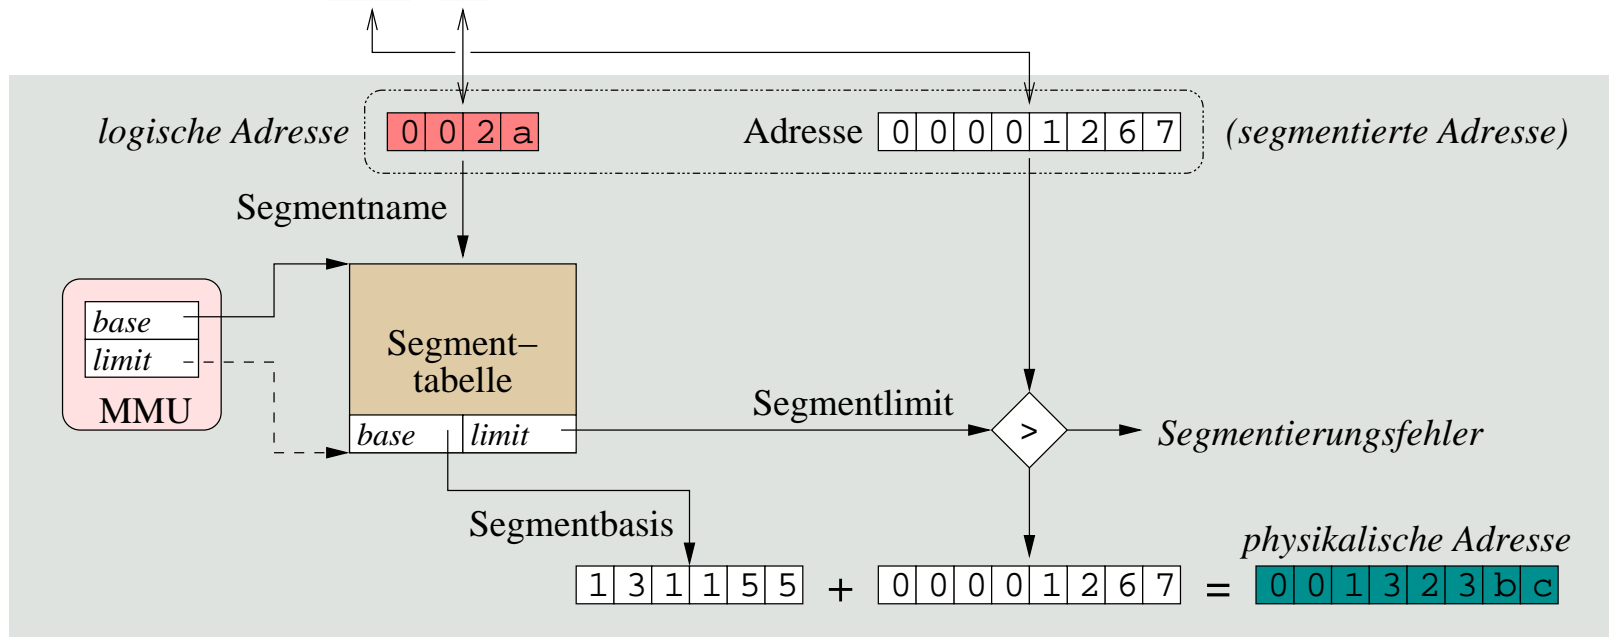 logische Adresse 0 0 2 a Adresse 0 0 0 0 1 2 6 7 (segmentierte Adresse)
Segmentname
base
limit
MMU
Segment–
tabelle
base limit
Segmentlimit
>
Segmentierungsfehler
Segmentbasis
physikalische Adresse
1 3 1 1 5 5 + 0 0 0 0 1 2 6 7 = 0 0 1 3 2 3 b c